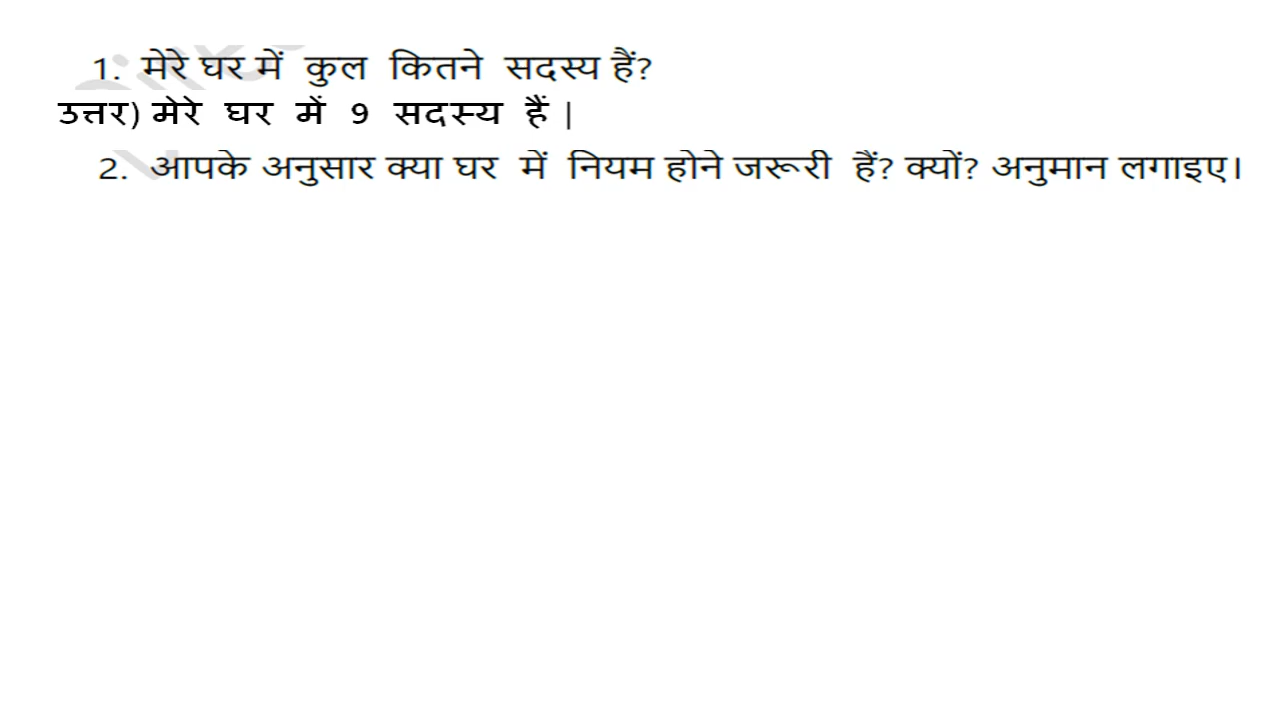 1. मेरे घर में कुल कितने सदस्य हैं?
उत्तर) मेरे घर में 9 सदस्य हैं |
2. आपके अनुसार क्या घर में नियम होने जरूरी हैं? क्यों? अनुमान लगाइए।